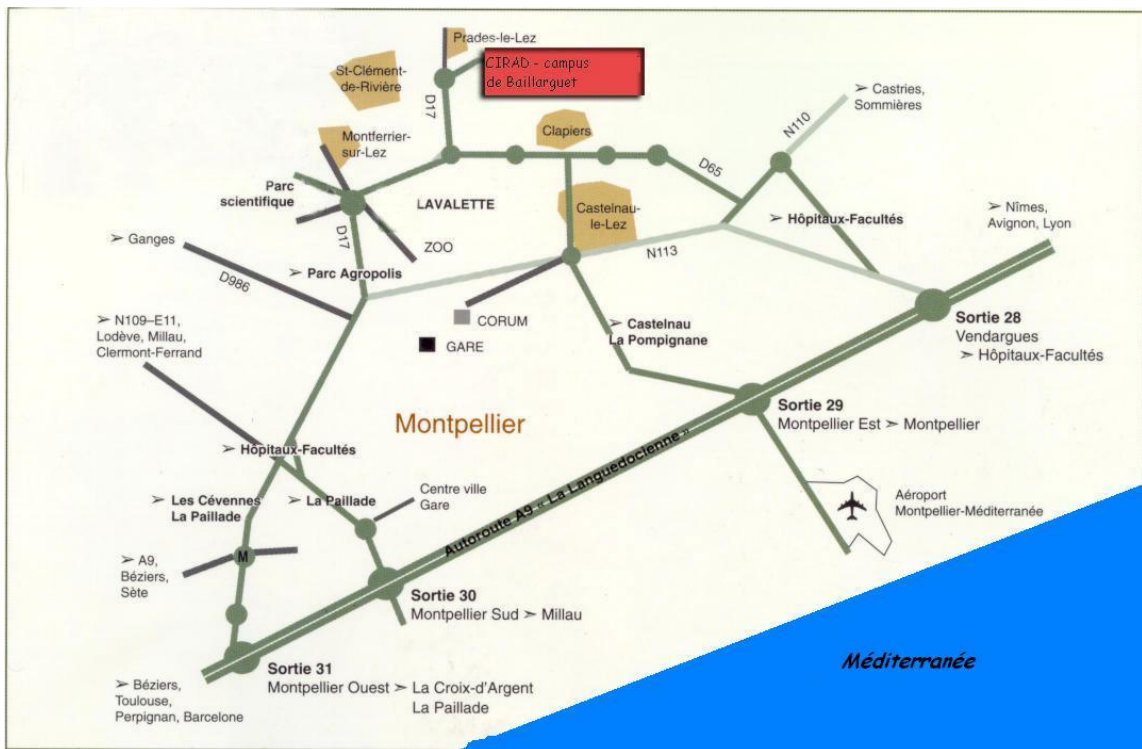 Prades-le-Lez
CIRAD - campus
de Baillarguet
St-Clément-
de-Rivière
D17
Montferrier-
sur-Lez
Clapiers
➢ Castries,
Sommières
N110
D65
Parc
scientifique
LAVALETTE
Castelnau-
le-Lez
➢ Hôpitaux-Facultés
➢ Nîmes,
Avignon, Lyon
➢ Ganges
D17
ZOO
N113
D986
➢ Parc Agropolis
➢ N109–E11,
Lodève, Millau,
Clermont-Ferrand
CORUM
GARE
➢ Castelnau
La Pompignane
Sortie 28
Vendargues
➢ Hôpitaux-Facultés
Montpellier
Sortie 29
Montpellier Est ➢ Montpellier
➢ Hôpitaux-Facultés
➢ Les Cévennes
La Paillade
➢ La Paillade
Centre ville
Gare
Autoroute A9 « La Languedocienne »
Aéroport
Montpellier-Méditerranée
M
➢ A9,
Béziers,
Sète
Sortie 30
Montpellier Sud ➢ Millau
Sortie 31
Montpellier Ouest ➢ La Croix-d'Argent
La Paillade
➢ Béziers,
Toulouse,
Perpignan, Barcelone
Méditerranée